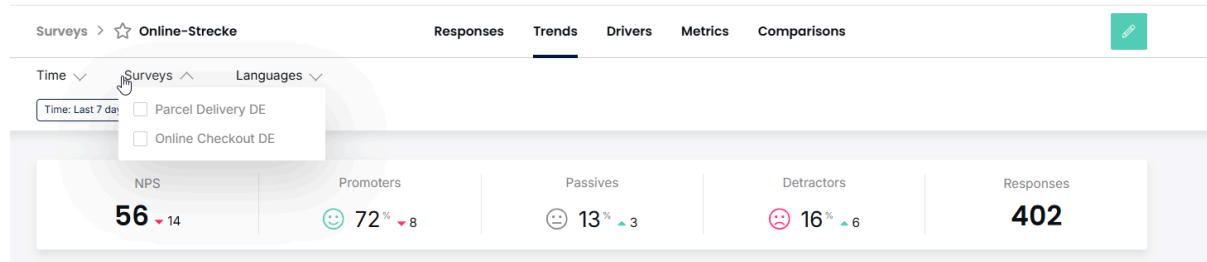 Surveys > Online-Strecke Responses Trends Drivers Metrics Comparisons
Time Surveys Languages
Time: Last 7 day
Parcel Delivery DE
Online Checkout DE
NPS Promoters Passives Detractors Responses
56 14 72 % 8 13 % 3 16 % 6 402